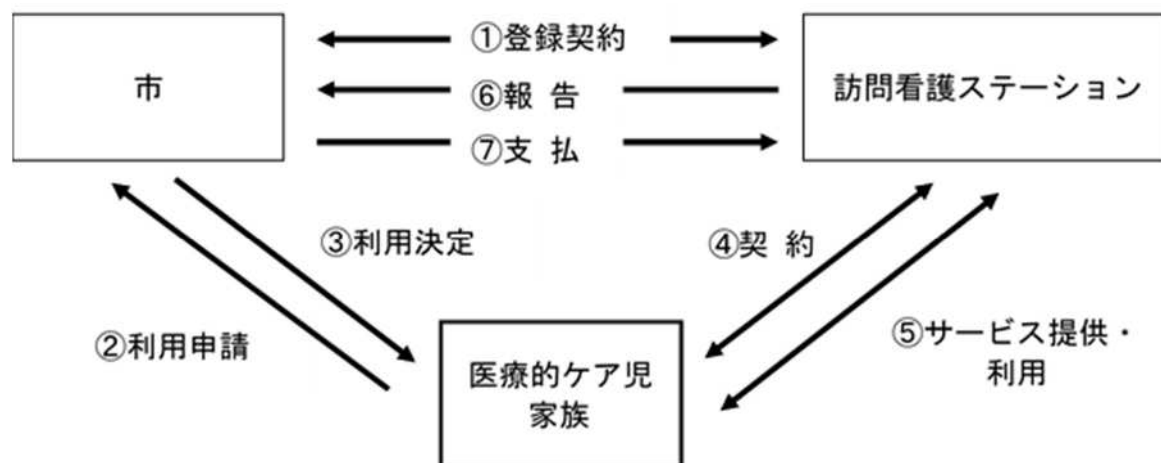 市
①登録契約
⑥報 告
⑦支 払
訪問看護ステーション
③利用決定
④契 約
②利用申請
⑤サービス提供・
利用
医療的ケア児
家族